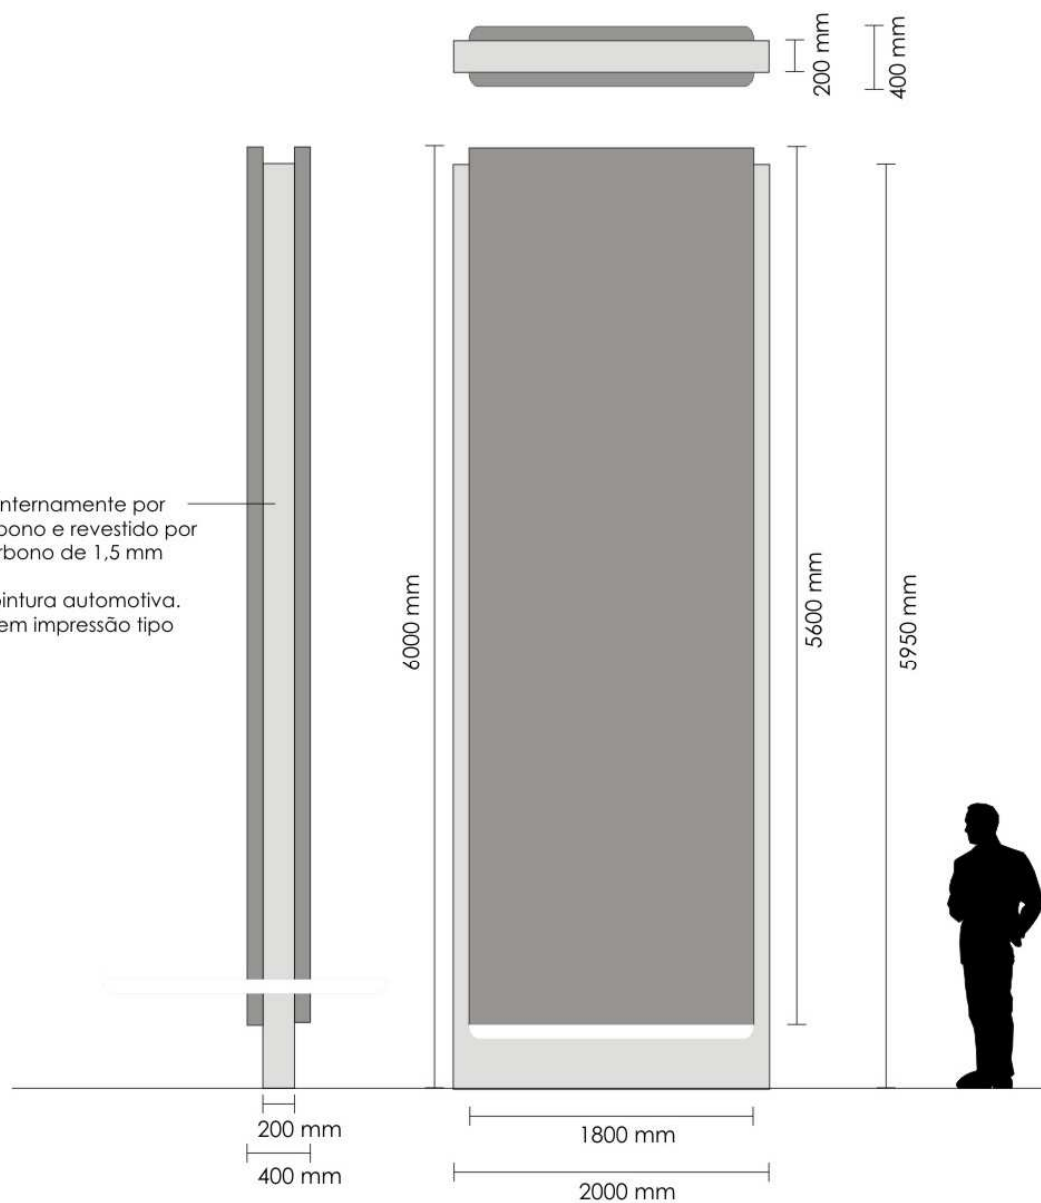 200 mm
400 mm
nternamente por
bono e revestido por
rbono de 1,5 mm
intura automotiva.
em impressão tipo
6000 mm
5600 mm
5950 mm
200 mm
400 mm
1800 mm
2000 mm